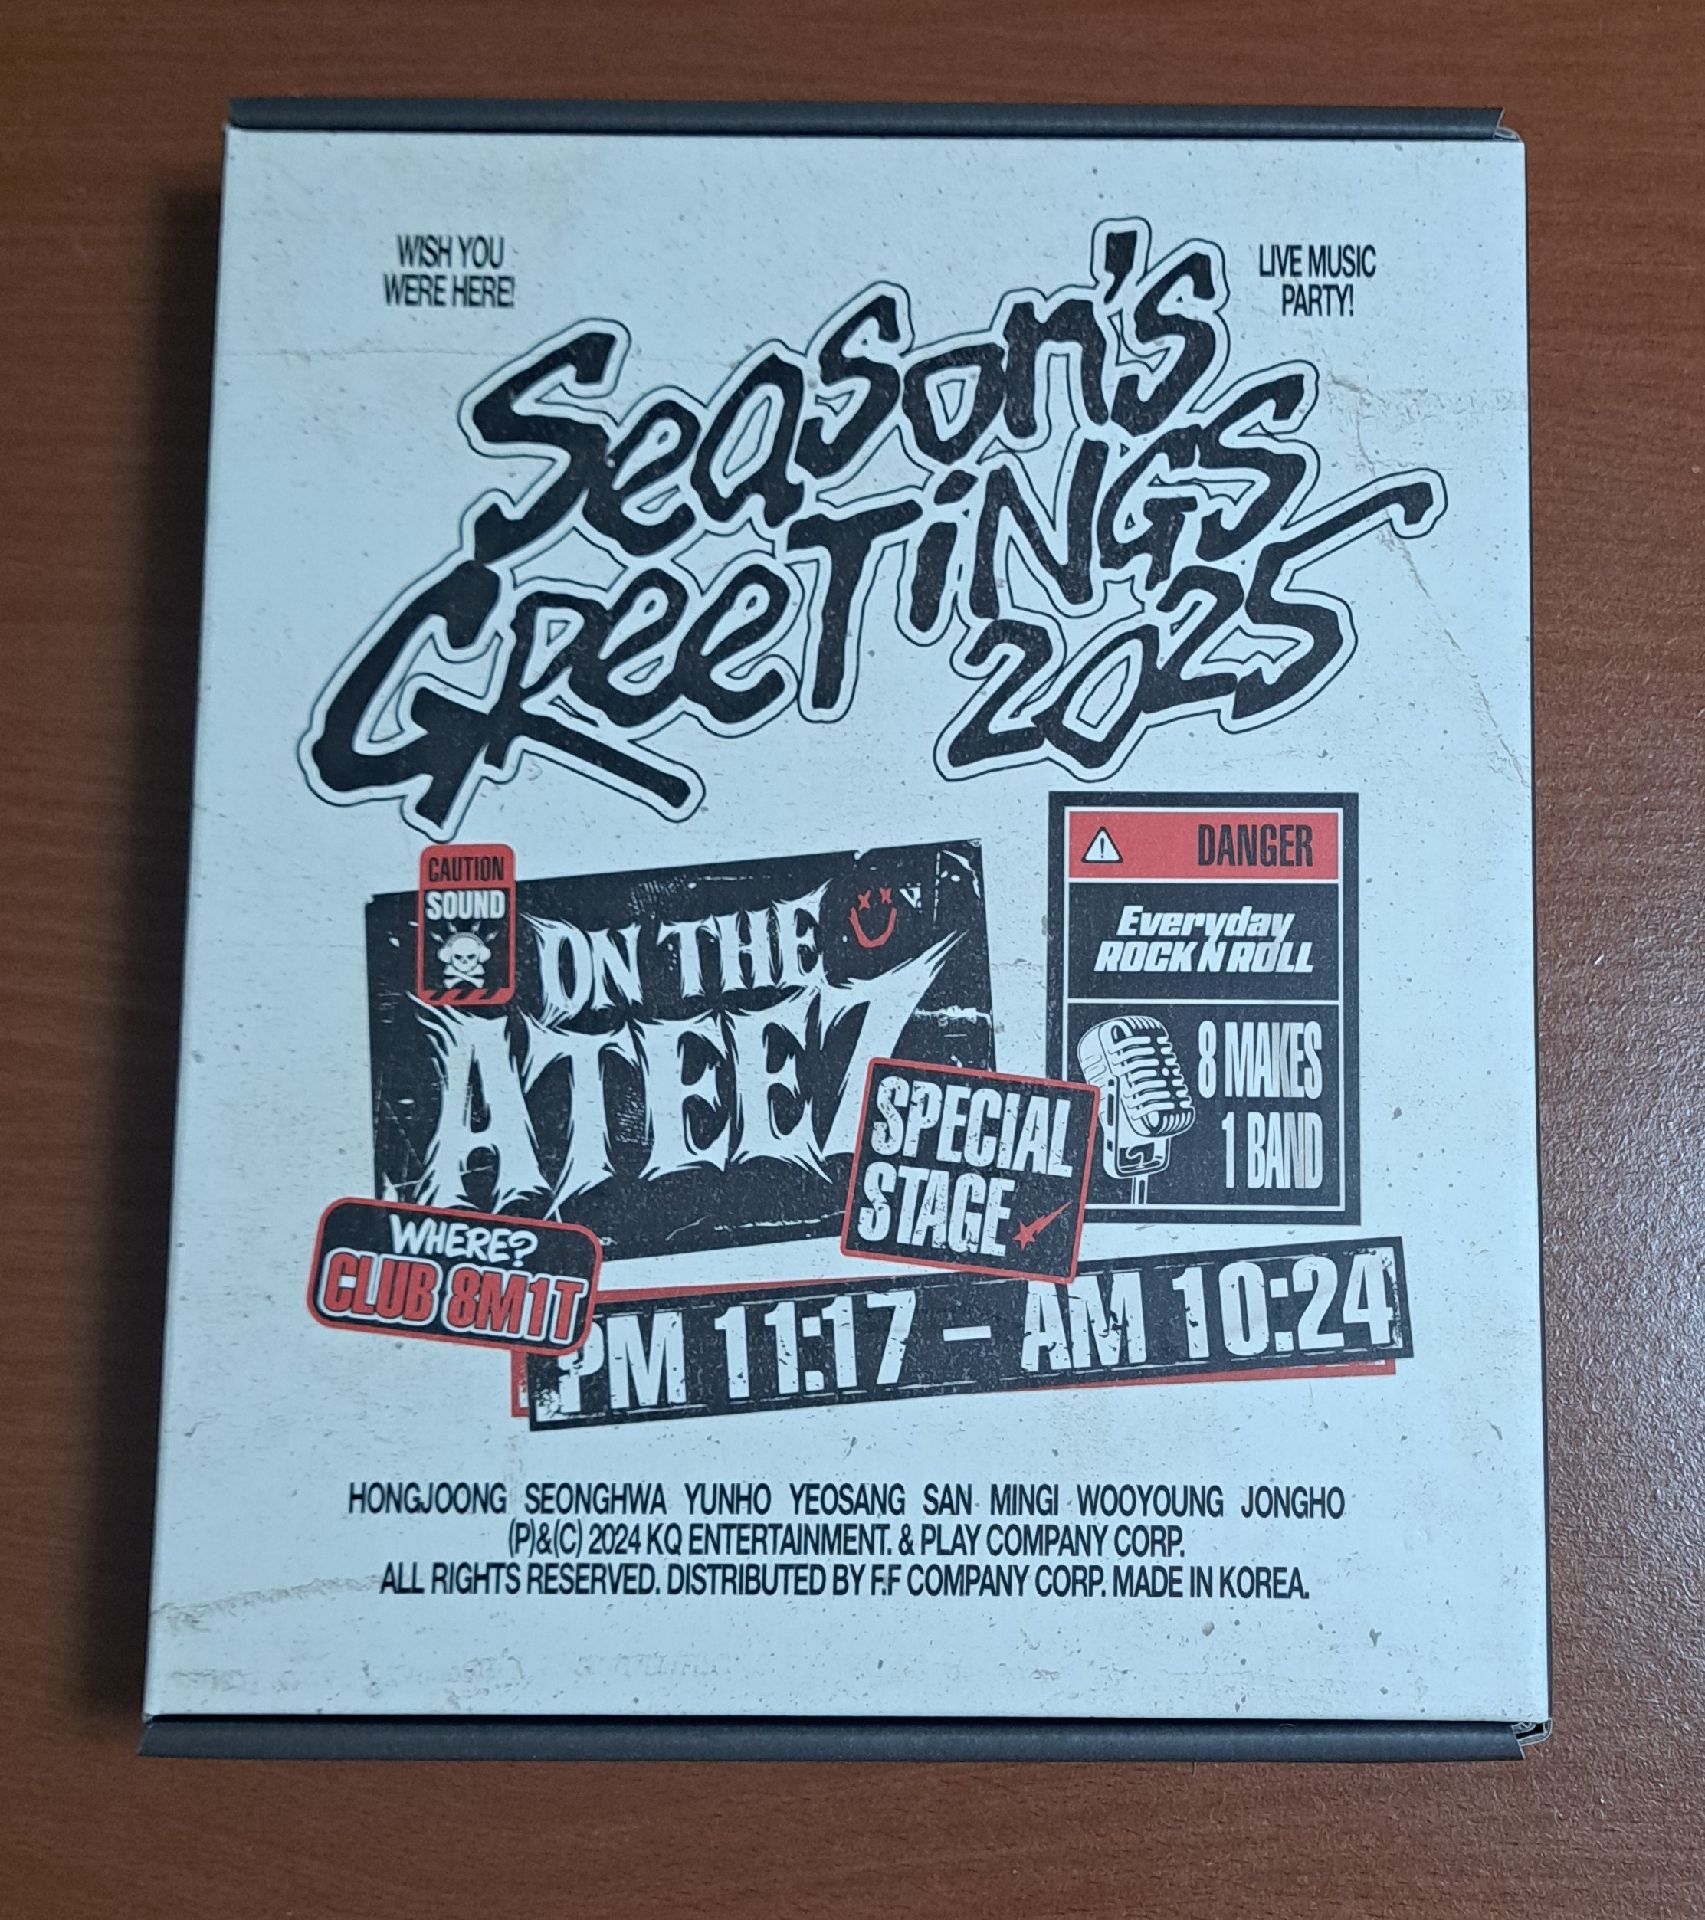 WISH YOU
WERE HERE!
LIVE MUSIC
PARTY!
Season's
GReeTiNGS
2025
CAUTION
SOUND
ON THE
ATEEZ
SPECIAL
STAGE
DANGER
Everyday
ROCK N ROLL
8 MAKES
1 BAND
WHERE?
CLUB 8M1T
PM 11:17 – AM 10:24
HONGJOONG SEONGHWA YUNHO YEOSANG SAN MINGI WOOYOUNG JONGHO
(P)&(C) 2024 KQ ENTERTAINMENT. & PLAY COMPANY CORP.
ALL RIGHTS RESERVED. DISTRIBUTED BY F.F COMPANY CORP. MADE IN KOREA.